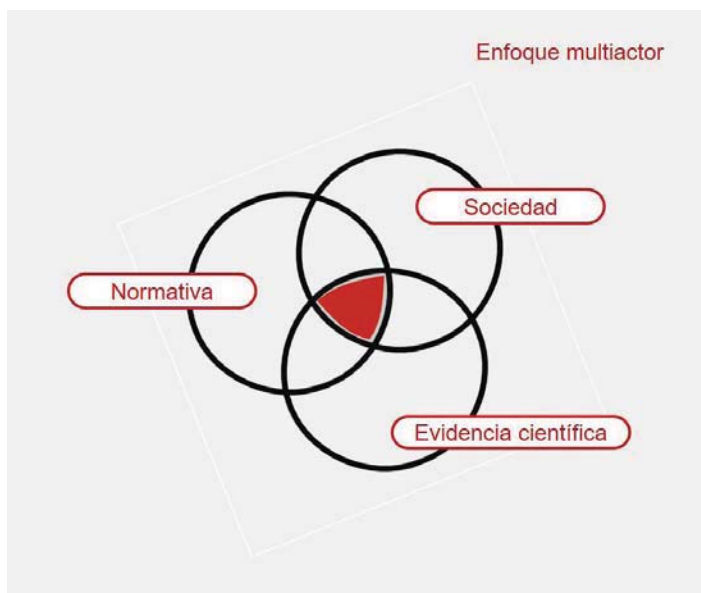 Enfoque multiactor
Sociedad
Normativa
Evidencia científica